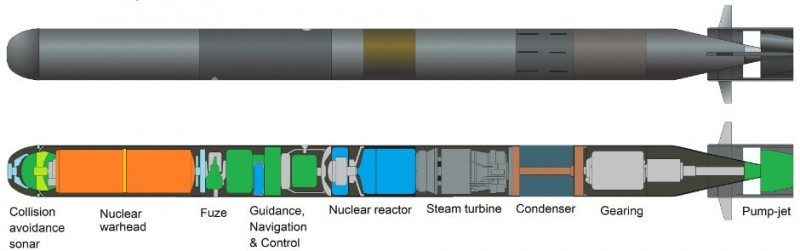 Collision
avoidance
sonar
Nuclear
warhead
Fuze
Guidance,
Navigation
& Control
Nuclear reactor
Steam turbine
Condenser
Gearing
Pump-jet